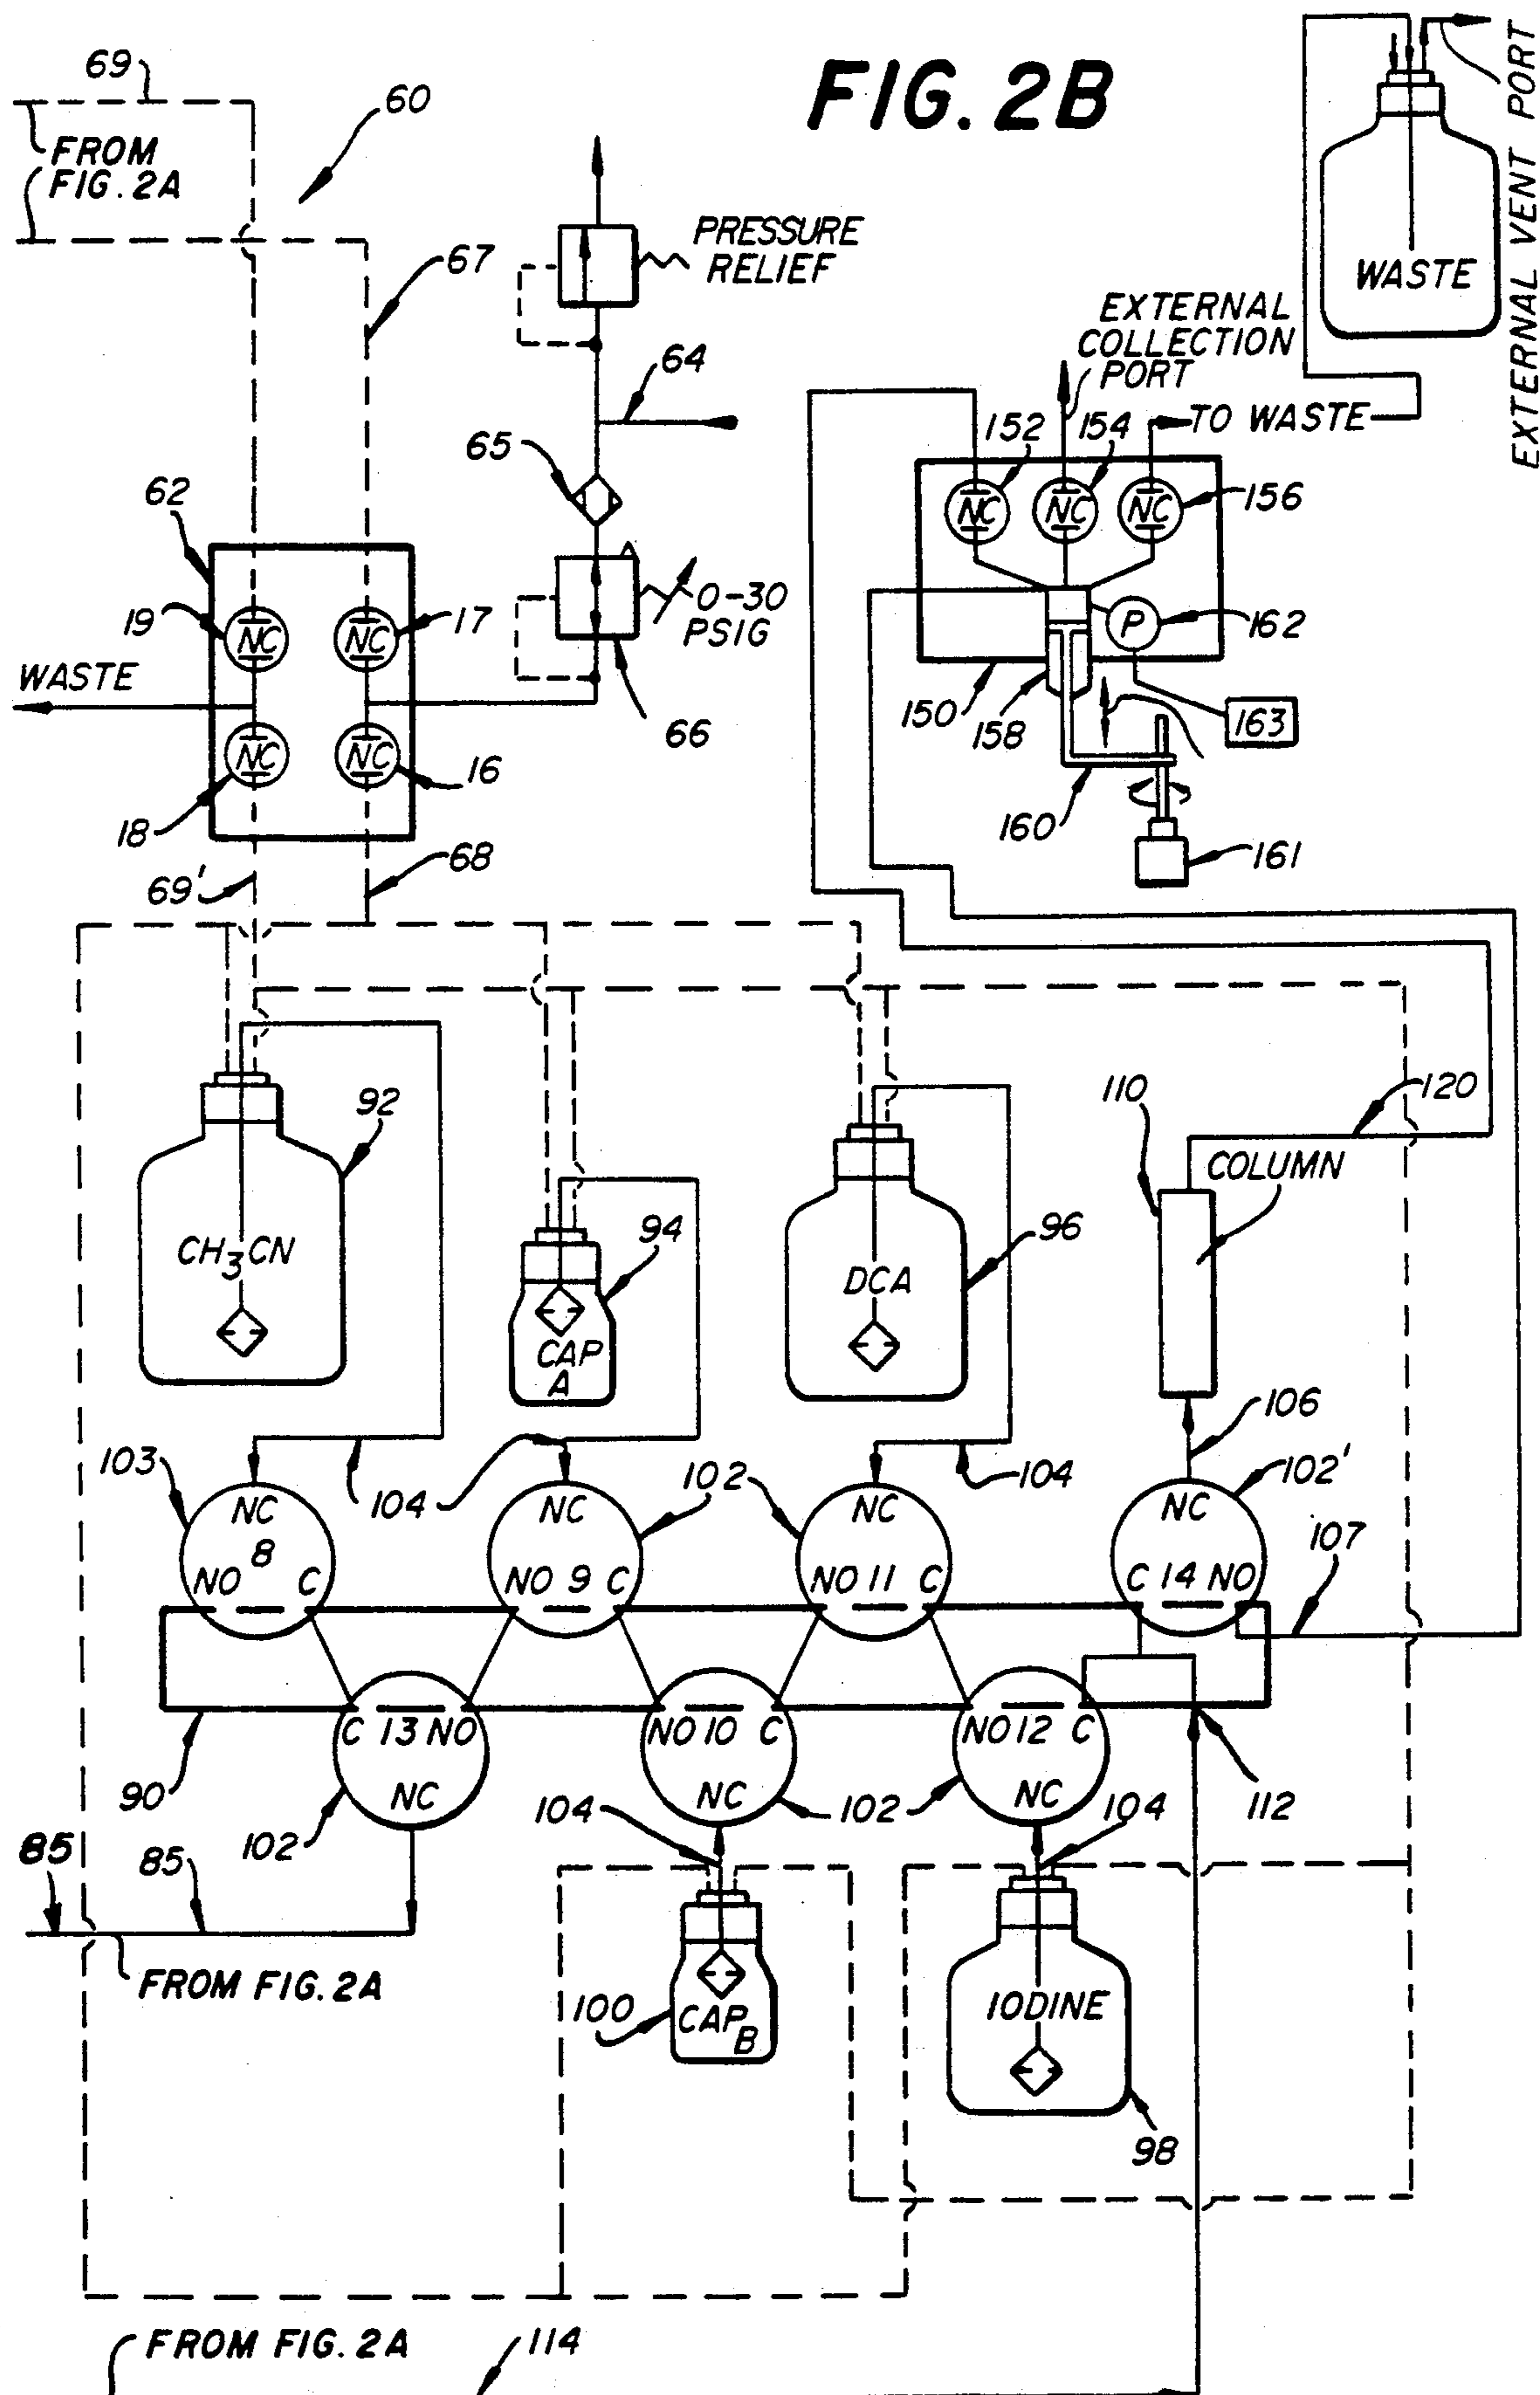 FIG. 2B
69
60
FROM
FIG. 2A
67
PRESSURE
RELIEF
EXTERNAL VENT PORT
WASTE
EXTERNAL
COLLECTION
PORT
64
TO WASTE
65
152
154
156
62
19
NC
NC
17
0-30
PSIG
NC
NC
NC
P
162
WASTE
150
158
163
66
18
NC
NC
16
160
161
69'
68
92
110
120
COLUMN
94
96
CH3CN
CAP
A
DCA
106
103
104
102
104
102'
107
NC
8
NO C
NC
NO 9 C
NC
NO 11 C
NC
C 14 NO
C 13 NO
NC
NO 10 C
NC
NO 12 C
NC
90
102
104
102
104
112
85
85
FROM FIG. 2A
100
CAP
B
IODINE
98
FROM FIG. 2A
114